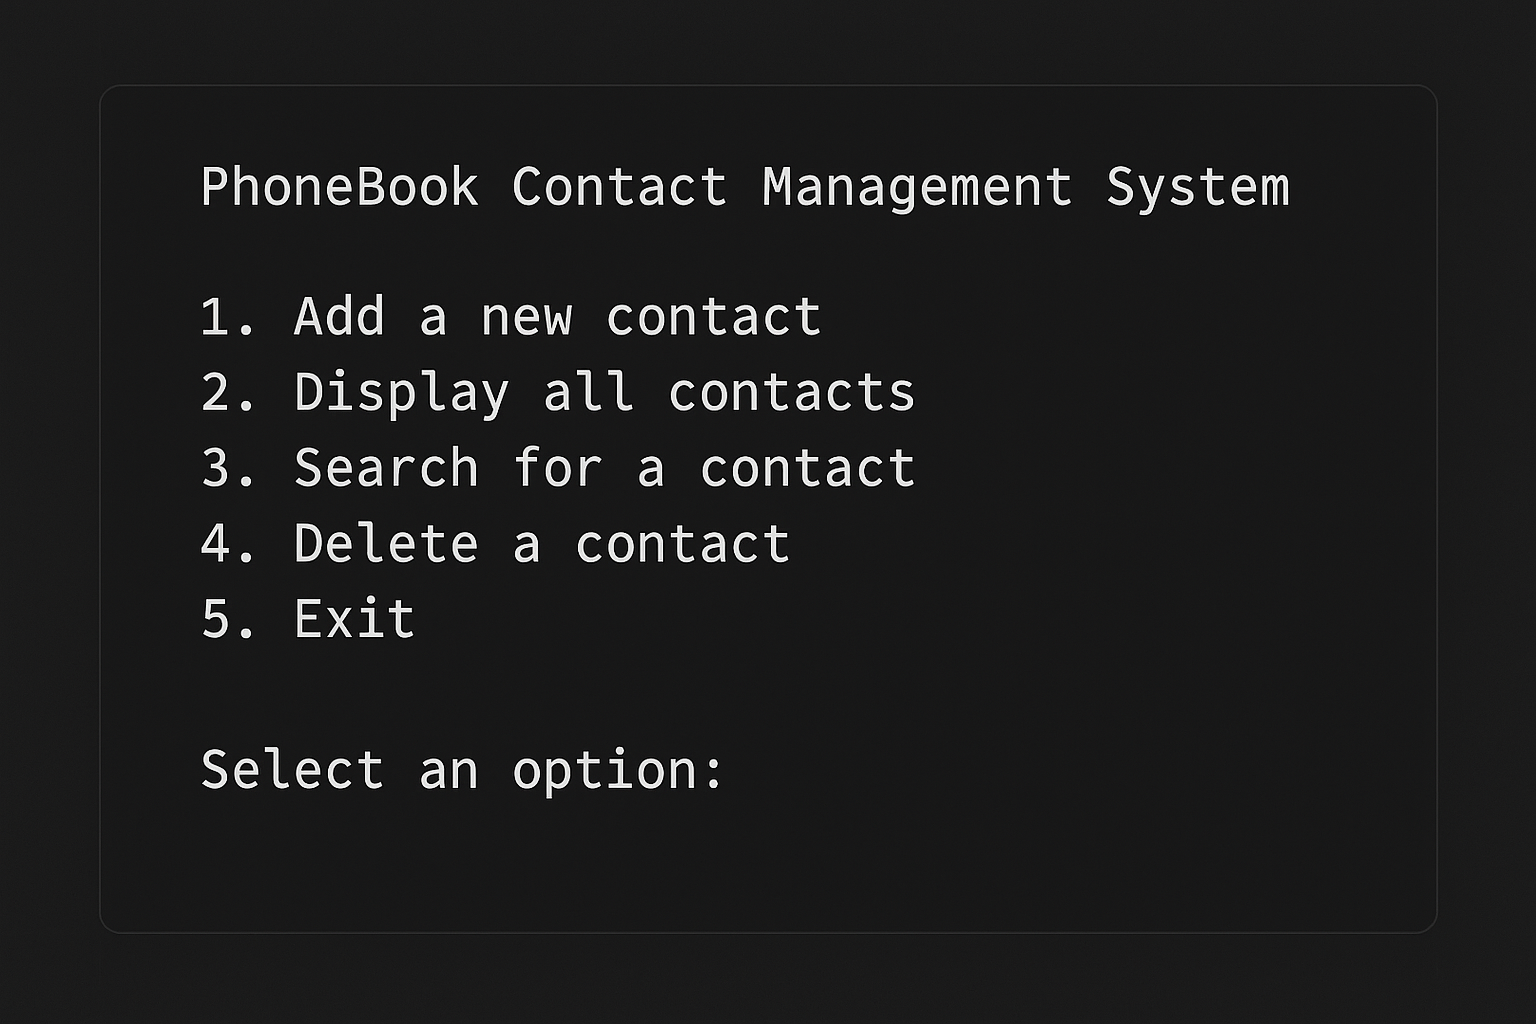 PhoneBook Contact Management System
1. Add a new contact
2. Display all contacts
3. Search for a contact
4. Delete a contact
5. Exit
Select an option: